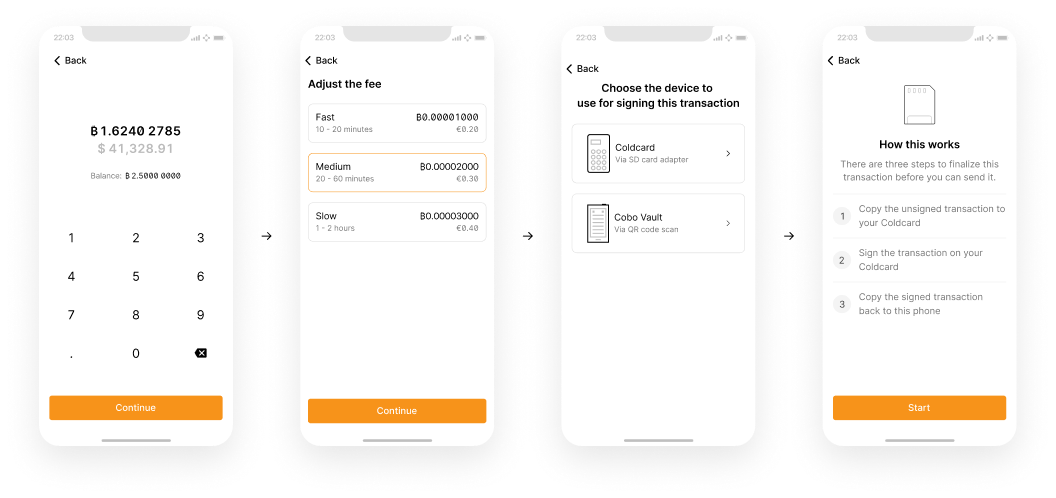 22:03
Back
₿ 1.6240 2785
$ 41,328.91
Balance: ₿ 2.5000 0000
1 2 3
4 5 6
7 8 9
. 0
Continue
→
22:03
Back
Adjust the fee
Fast ₿0.00001000
10 - 20 minutes €0.20
Medium ₿0.00002000
20 - 60 minutes €0.30
Slow ₿0.00003000
1 - 2 hours €0.40
Continue
→
22:03
Back
Choose the device to
use for signing this transaction
Coldcard
Via SD card adapter
Cobo Vault
Via QR code scan
→
22:03
Back
How this works
There are three steps to finalize this
transaction before you can send it.
1 Copy the unsigned transaction to
your Coldcard
2 Sign the transaction on your
Coldcard
3 Copy the signed transaction
back to this phone
Start